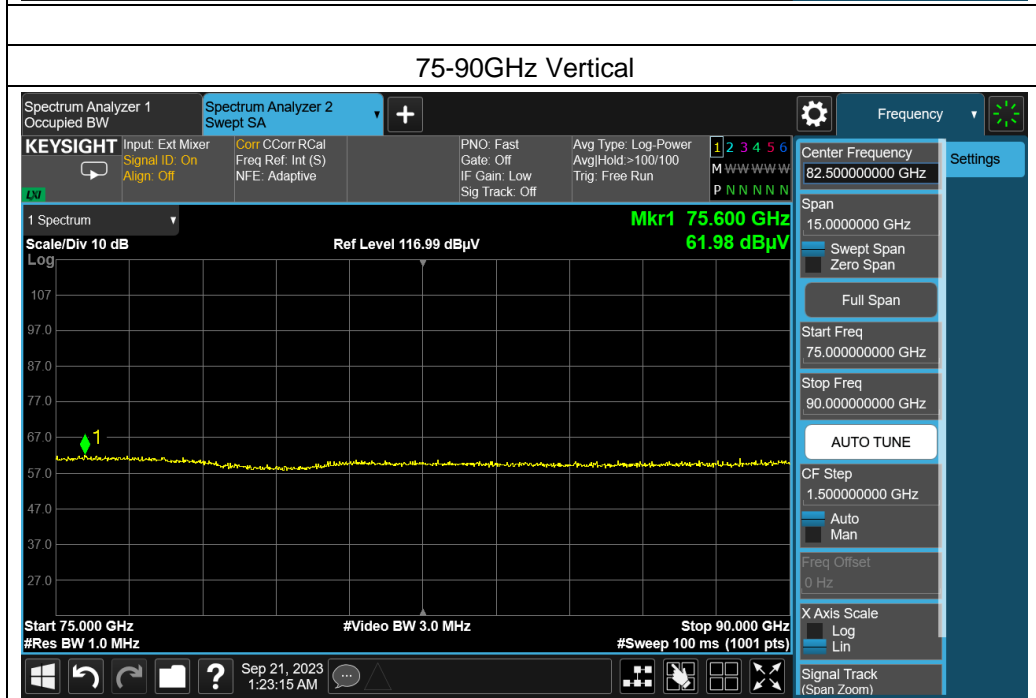 75-90GHz Vertical
Spectrum Analyzer 1
Occupied BW
Spectrum Analyzer 2
Swept SA
Frequency
KEYSIGHT
Input: Ext Mixer
Signal ID: On
Align: Off
Corr CCorr RCal
Freq Ref: Int (S)
NFE: Adaptive
PNO: Fast
Gate: Off
IF Gain: Low
Sig Track: Off
Avg Type: Log-Power
Avg|Hold:>100/100
Trig: Free Run
1 2 3 4 5 6
M W W W W W
P N N N N N
LXI
1 Spectrum
Mkr1 75.600 GHz
Scale/Div 10 dB
Ref Level 116.99 dBµV
61.98 dBµV
Log
107
97.0
87.0
77.0
67.0
57.0
47.0
37.0
27.0
1
Start 75.000 GHz
#Video BW 3.0 MHz
Stop 90.000 GHz
#Res BW 1.0 MHz
#Sweep 100 ms (1001 pts)
Center Frequency
82.500000000 GHz
Settings
Span
15.0000000 GHz
Swept Span
Zero Span
Full Span
Start Freq
75.000000000 GHz
Stop Freq
90.000000000 GHz
AUTO TUNE
CF Step
1.500000000 GHz
Auto
Man
Freq Offset
0 Hz
X Axis Scale
Log
Lin
Signal Track
(Span Zoom)
?
Sep 21, 2023
1:23:15 AM